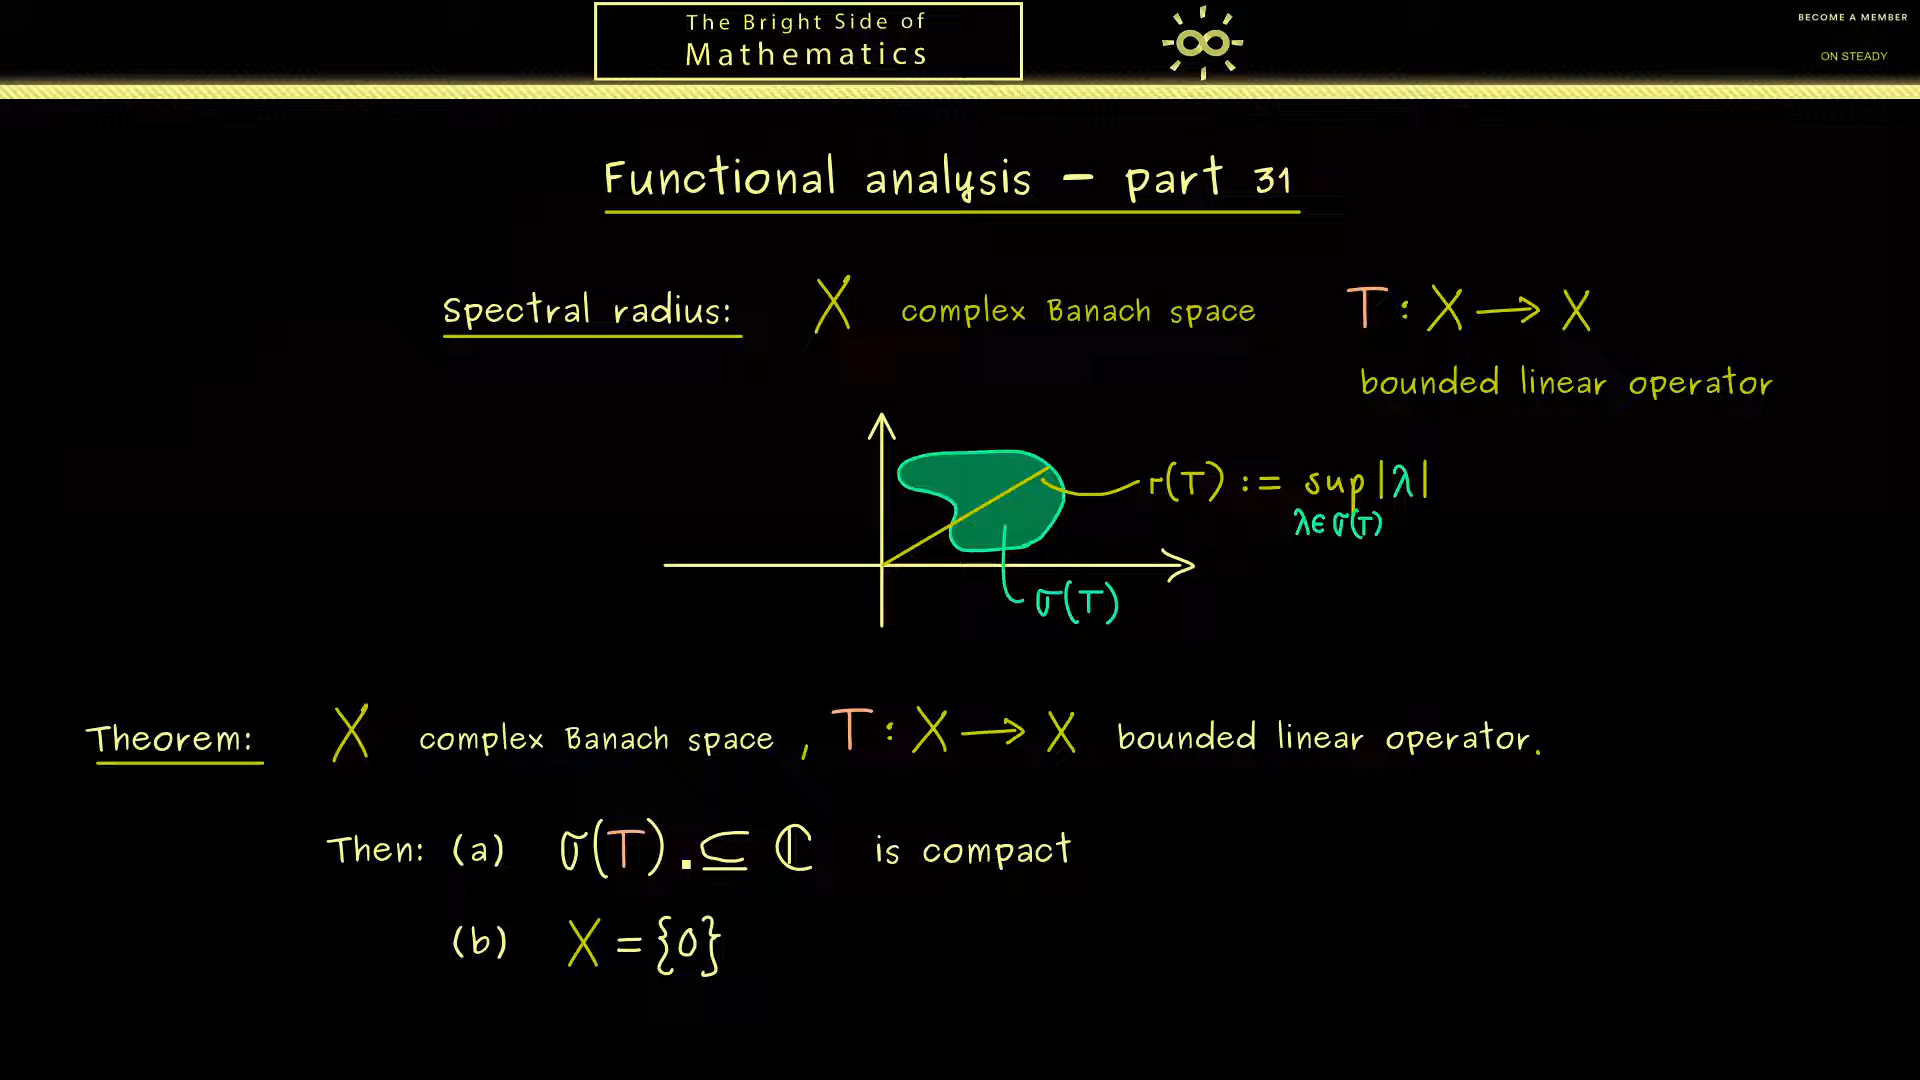 The Bright Side of
Mathematics
BECOME A MEMBER
ON STEADY
Functional analysis – part 31
Spectral radius: X complex Banach space T : X ⟶ X
bounded linear operator
r(T) := sup |λ|
λ∈σ(T)
σ(T)
Theorem: X complex Banach space , T : X ⟶ X bounded linear operator.
Then: (a) σ(T) ⊆ ℂ is compact
(b) X = {0}